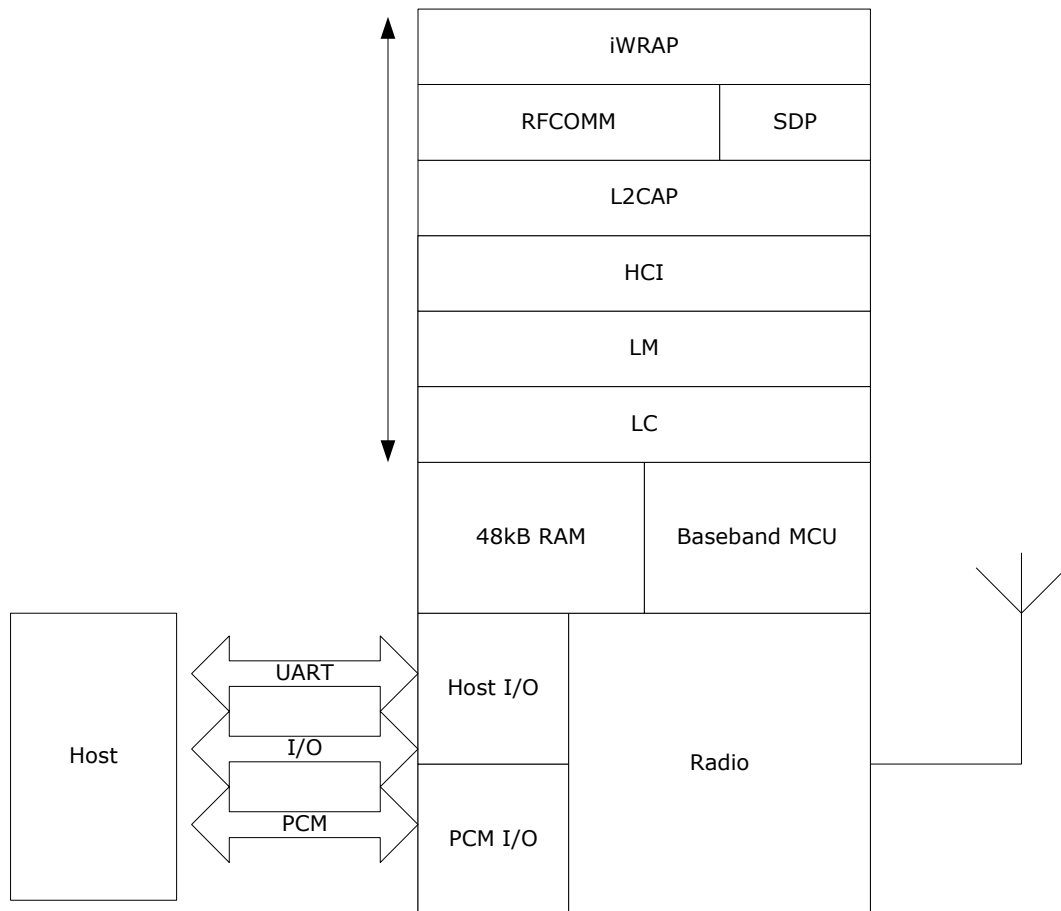 iWRAP
RFCOMM
SDP
L2CAP
HCI
LM
LC
48kB RAM
Baseband MCU
UART
Host I/O
Host
I/O
Radio
PCM
PCM I/O